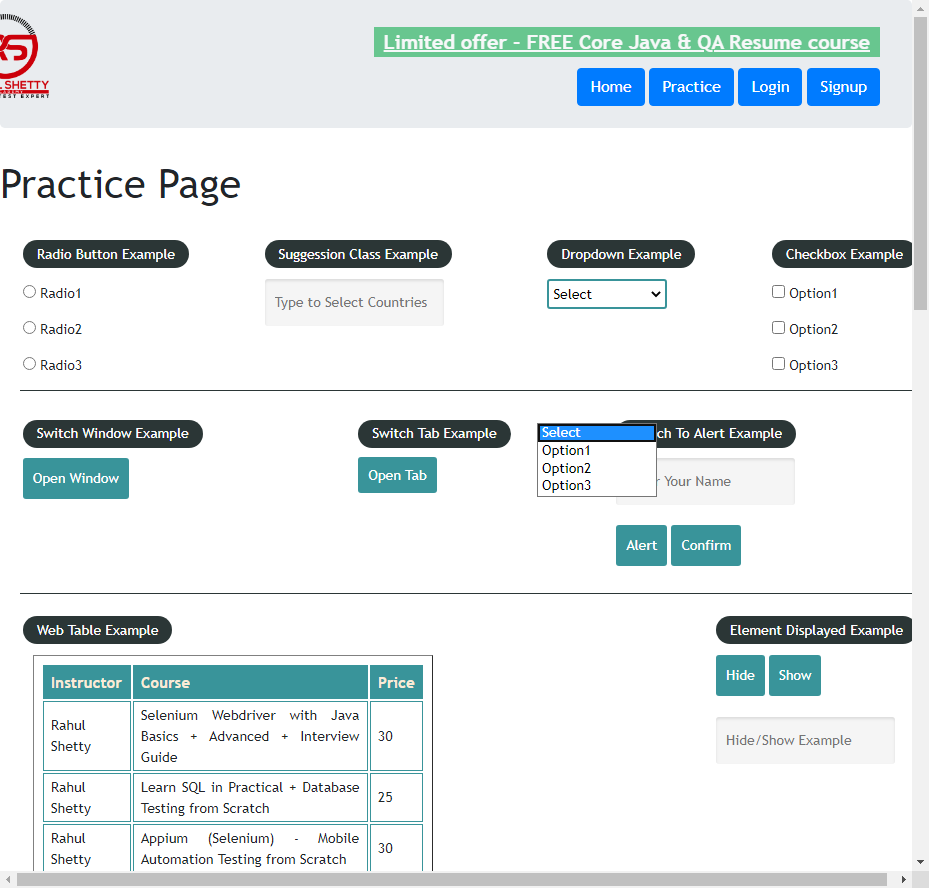 Limited offer - FREE Core Java & QA Resume course
SHETTY
Home Practice Login Signup
Practice Page
Radio Button Example
Radio1
Radio2
Radio3
Suggession Class Example
Type to Select Countries
Dropdown Example
Select
Checkbox Example
Option1
Option2
Option3
Switch Window Example
Open Window
Switch Tab Example
Open Tab
Select
Option1
Option2
Option3
To Alert Example
Your Name
Alert Confirm
Web Table Example
Instructor Course Price
Rahul Shetty
Selenium Webdriver with Java
Basics + Advanced + Interview
Guide
30
Rahul Shetty
Learn SQL in Practical + Database
Testing from Scratch
25
Rahul Shetty
Appium (Selenium) - Mobile
Automation Testing from Scratch
30
Element Displayed Example
Hide Show
Hide/Show Example